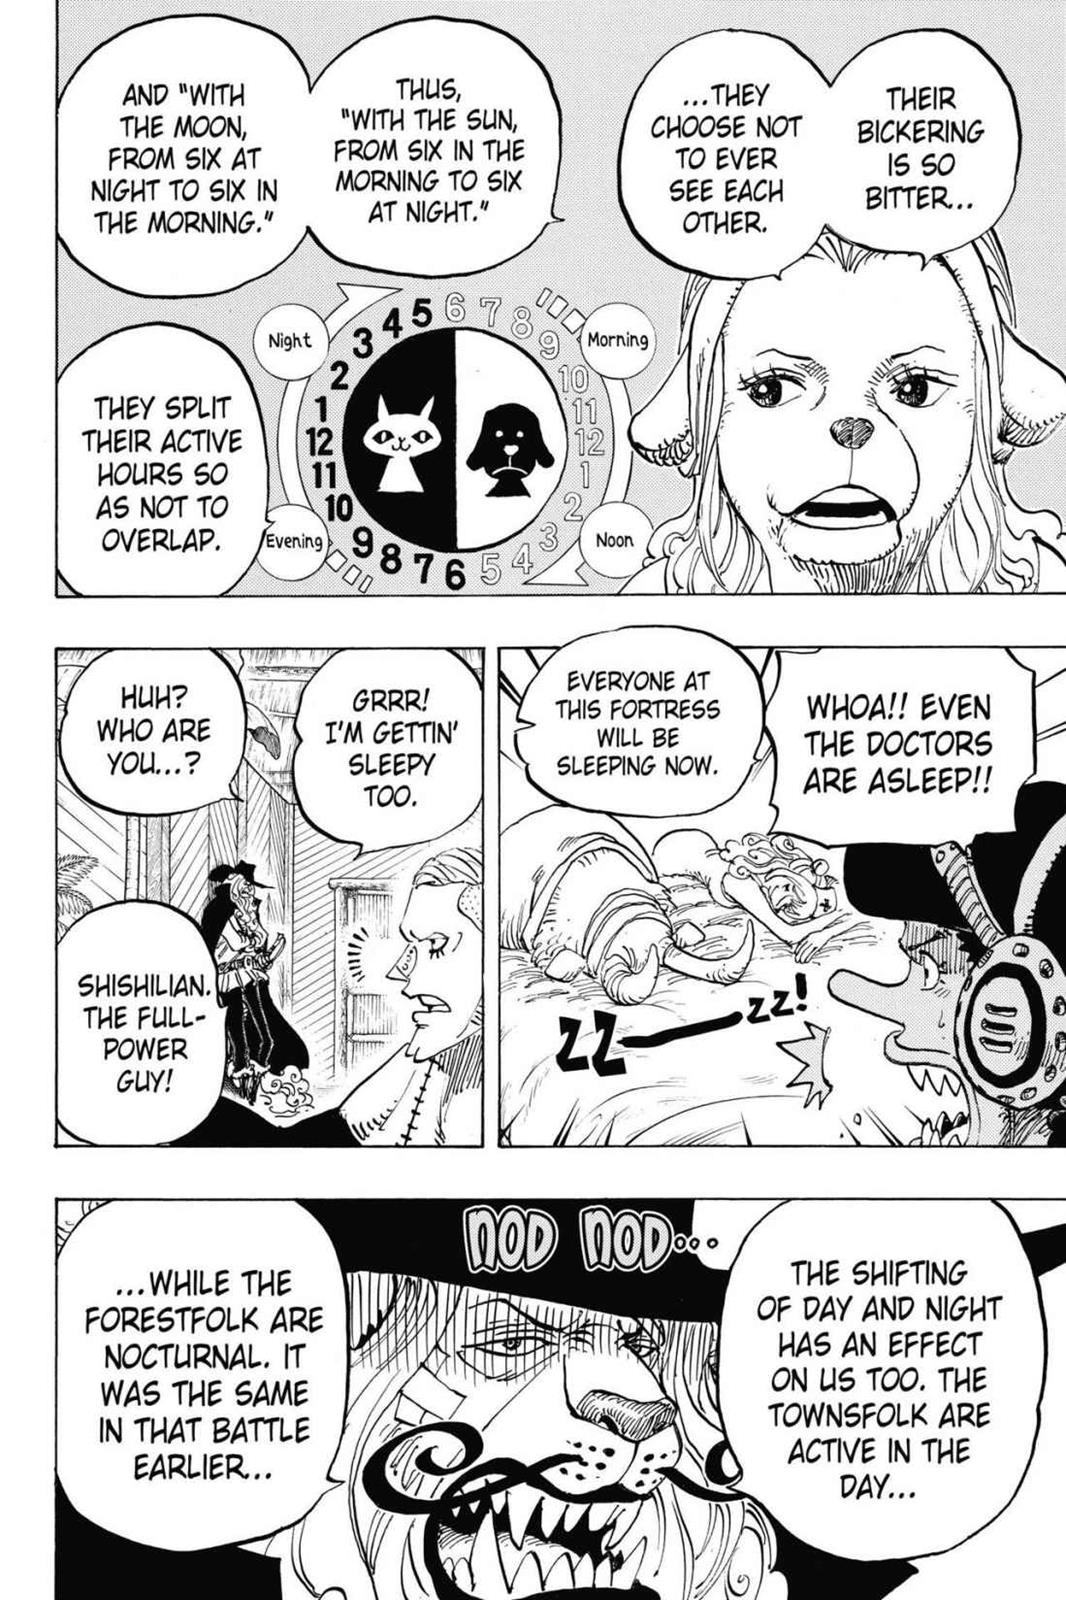 THEIR
BICKERING
IS SO
BITTER...
...THEY
CHOOSE NOT
TO EVER
SEE EACH
OTHER.
THUS,
"WITH THE SUN,
FROM SIX IN THE
MORNING TO SIX
AT NIGHT."
AND "WITH
THE MOON,
FROM SIX AT
NIGHT TO SIX IN
THE MORNING."
Night
Morning
Evening
Noon
6 7 8 9 10 11 12 1 2 3 4 5
6 7 8 9 10 11 12 1 2 3 4 5
THEY SPLIT
THEIR ACTIVE
HOURS SO
AS NOT TO
OVERLAP.
WHOA!! EVEN
THE DOCTORS
ARE ASLEEP!!
EVERYONE AT
THIS FORTRESS
WILL BE
SLEEPING NOW.
ZZ—ZZ!
GRRR!
I'M GETTIN'
SLEEPY
TOO.
HUH?
WHO ARE
YOU...?
SHISHILIAN.
THE FULL-
POWER
GUY!
NOD NOD...
THE SHIFTING
OF DAY AND NIGHT
HAS AN EFFECT
ON US TOO. THE
TOWNSFOLK ARE
ACTIVE IN THE
DAY...
...WHILE THE
FORESTFOLK ARE
NOCTURNAL. IT
WAS THE SAME
IN THAT BATTLE
EARLIER...